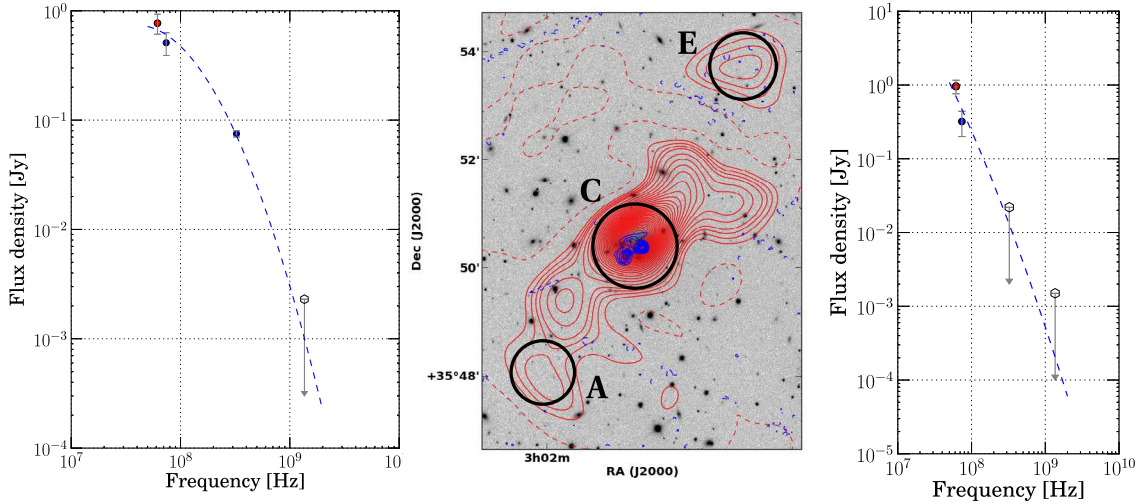 10^0
10^-1
10^-2
10^-3
10^-4
10^7
10^8
10^9
10
Flux density [Jy]
Frequency [Hz]
E
C
A
54'
52'
50'
+35°48'
3h02m
Dec (J2000)
RA (J2000)
10^1
10^0
10^-1
10^-2
10^-3
10^-4
10^-5
10^7
10^8
10^9
10^10
Flux density [Jy]
Frequency [Hz]